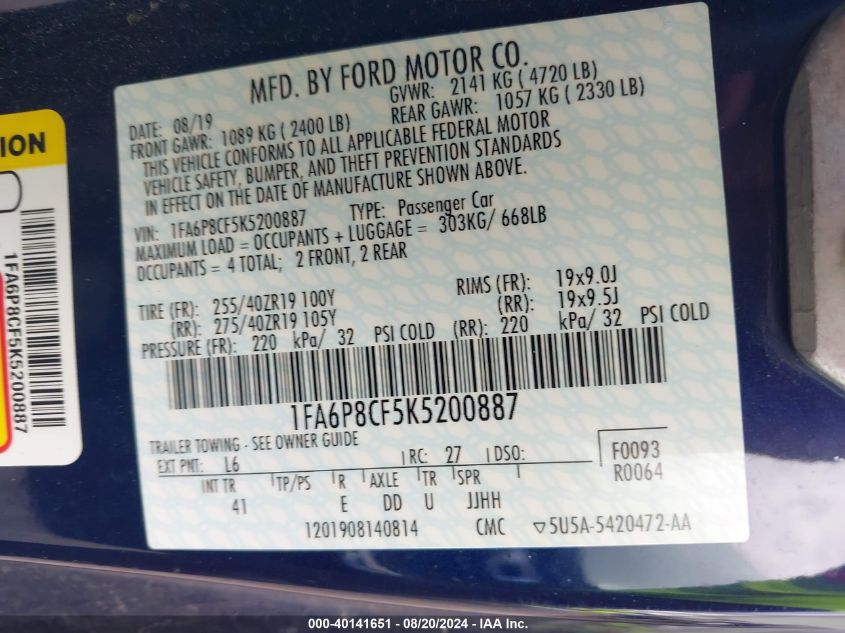 MFD. BY FORD MOTOR CO.
DATE: 08/19 GVWR: 2141 KG ( 4720 LB)
FRONT GAWR: 1089 KG ( 2400 LB) REAR GAWR: 1057 KG ( 2330 LB)
THIS VEHICLE CONFORMS TO ALL APPLICABLE FEDERAL MOTOR
VEHICLE SAFETY, BUMPER, AND THEFT PREVENTION STANDARDS
IN EFFECT ON THE DATE OF MANUFACTURE SHOWN ABOVE.
VIN: 1FA6P8CF5K5200887 TYPE: Passenger Car
MAXIMUM LOAD = OCCUPANTS + LUGGAGE = 303KG/ 668LB
OCCUPANTS = 4 TOTAL; 2 FRONT, 2 REAR
TIRE (FR): 255/40ZR19 100Y RIMS (FR): 19x9.0J
(RR): 275/40ZR19 105Y (RR): 19x9.5J
PRESSURE (FR): 220 kPa/ 32 PSI COLD (RR): 220 kPa/ 32 PSI COLD
1FA6P8CF5K5200887
TRAILER TOWING - SEE OWNER GUIDE
EXT PNT: L6 RC: 27 DSO: F0093
R0064
INT TR TP/PS R AXLE TR SPR
41 E DD U JJHH
1201908140814 CMC ▽5U5A-5420472-AA
ION
1FA6P8CF5K5200887
000-40141651 - 08/20/2024 - IAA Inc.